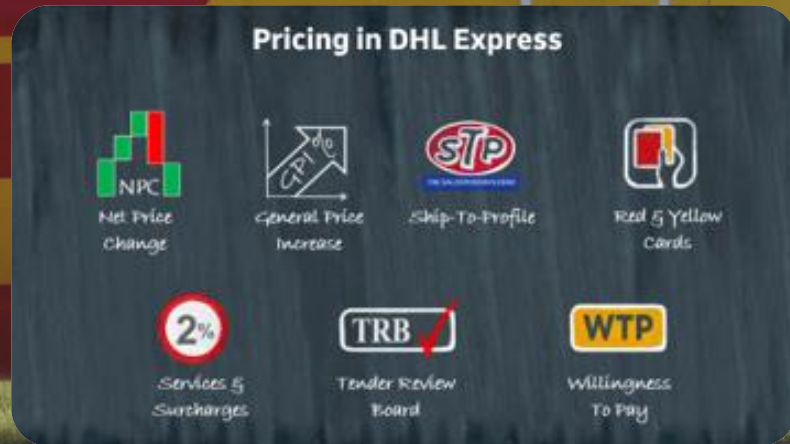 Pricing in DHL Express
NPC
Net Price
Change
GPI %
General Price
Increase
STP
Ship-To-Profile
Red & Yellow
Cards
2%
Services &
Surcharges
TRB
Tender Review
Board
WTP
Willingness
To Pay